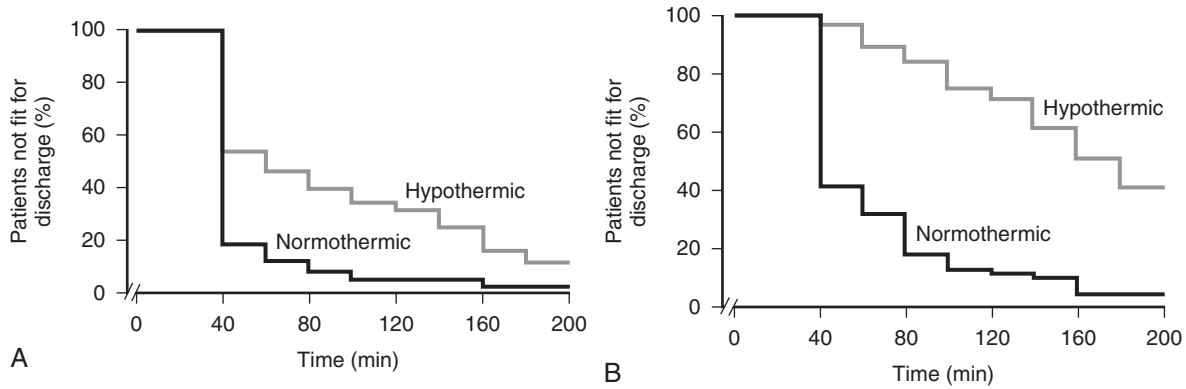 100
80
60
40
20
0
Patients not fit for
discharge (%)
Hypothermic
Normothermic
0 40 80 120 160 200
Time (min)
A
100
80
60
40
20
0
Patients not fit for
discharge (%)
Hypothermic
Normothermic
0 40 80 120 160 200
Time (min)
B